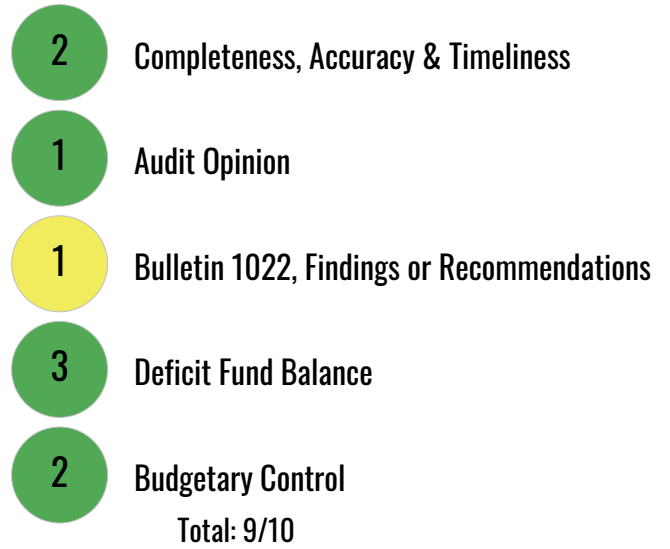 2 Completeness, Accuracy & Timeliness
1 Audit Opinion
1 Bulletin 1022, Findings or Recommendations
3 Deficit Fund Balance
2 Budgetary Control
Total: 9/10